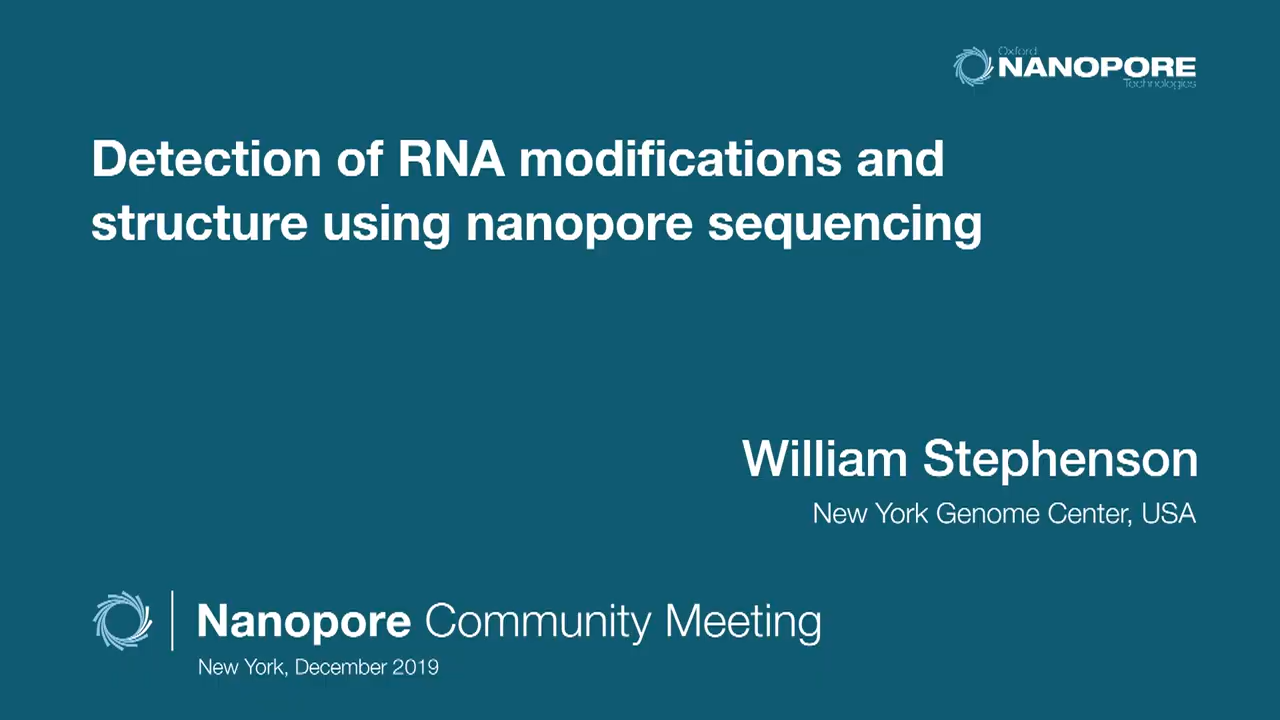 Oxford
NANOPORE
Technologies
Detection of RNA modifications and
structure using nanopore sequencing
William Stephenson
New York Genome Center, USA
Nanopore Community Meeting
New York, December 2019